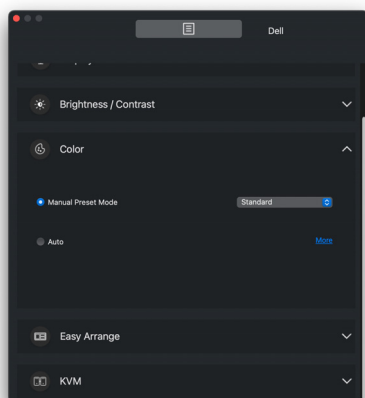 Dell
Brightness / Contrast
Color
Manual Preset Mode
Standard
Auto
More
Easy Arrange
KVM